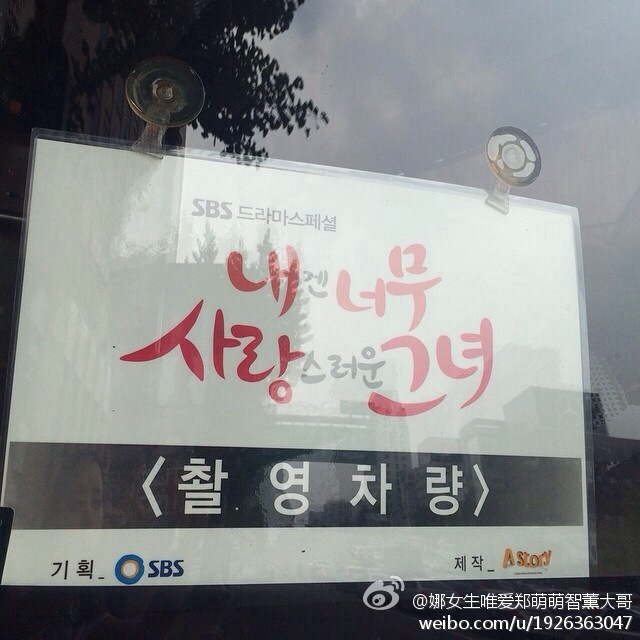 SBS 드라마스페셜
내겐 너무
사랑스러운 그녀
〈촬영차량〉
기획_ SBS
제작_ A STORY
@娜女生唯爱郑萌萌智薰大哥
weibo.com/u/1926363047